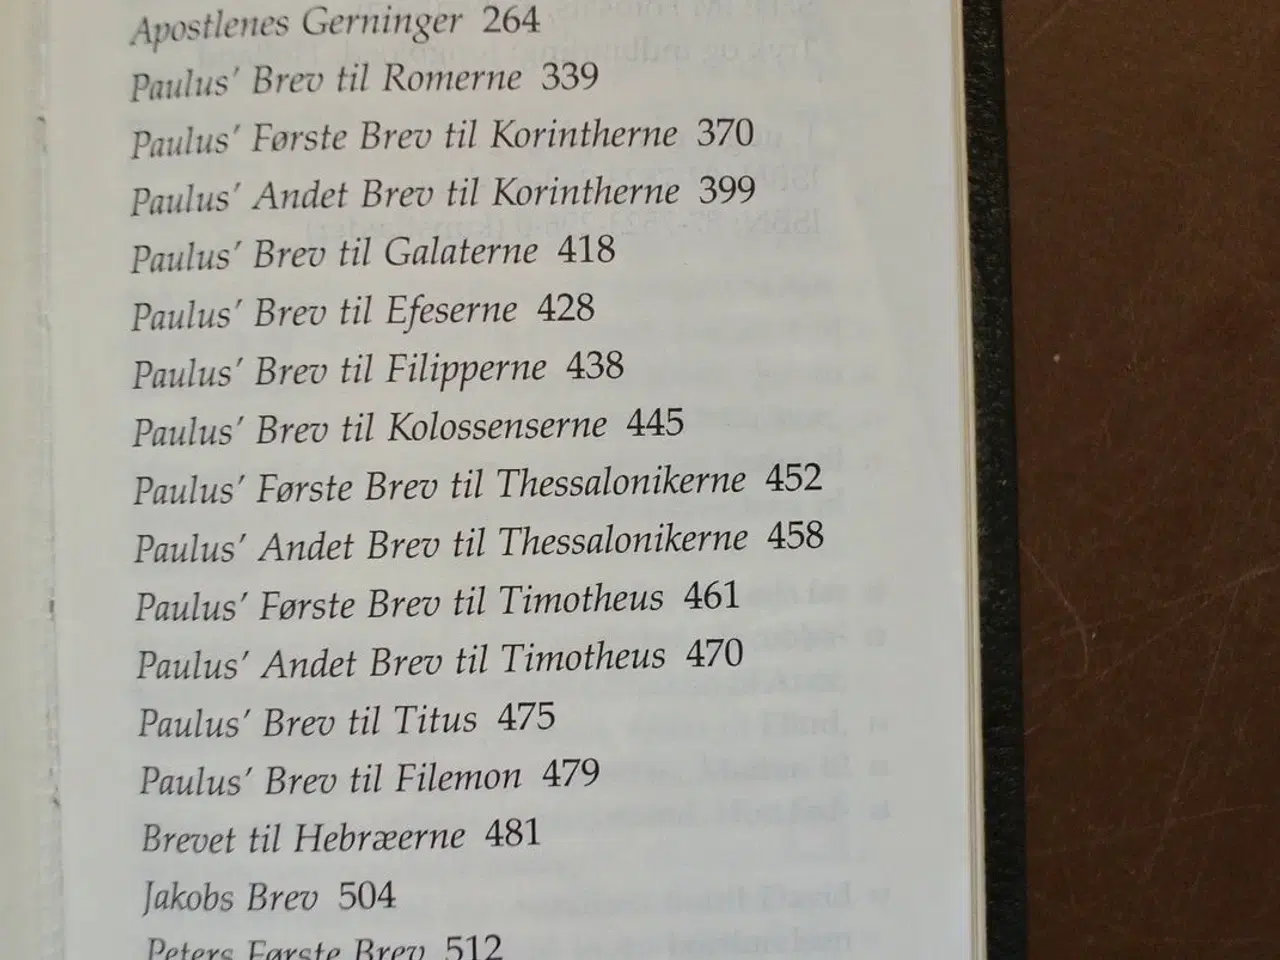 Apostlenes Gerninger 264
Paulus' Brev til Romerne 339
Paulus' Første Brev til Korintherne 370
Paulus' Andet Brev til Korintherne 399
Paulus' Brev til Galaterne 418
Paulus' Brev til Efeserne 428
Paulus' Brev til Filipperne 438
Paulus' Brev til Kolossenserne 445
Paulus' Første Brev til Thessalonikerne 452
Paulus' Andet Brev til Thessalonikerne 458
Paulus' Første Brev til Timotheus 461
Paulus' Andet Brev til Timotheus 470
Paulus' Brev til Titus 475
Paulus' Brev til Filemon 479
Brevet til Hebræerne 481
Jakobs Brev 504
Peters Første Brev 512